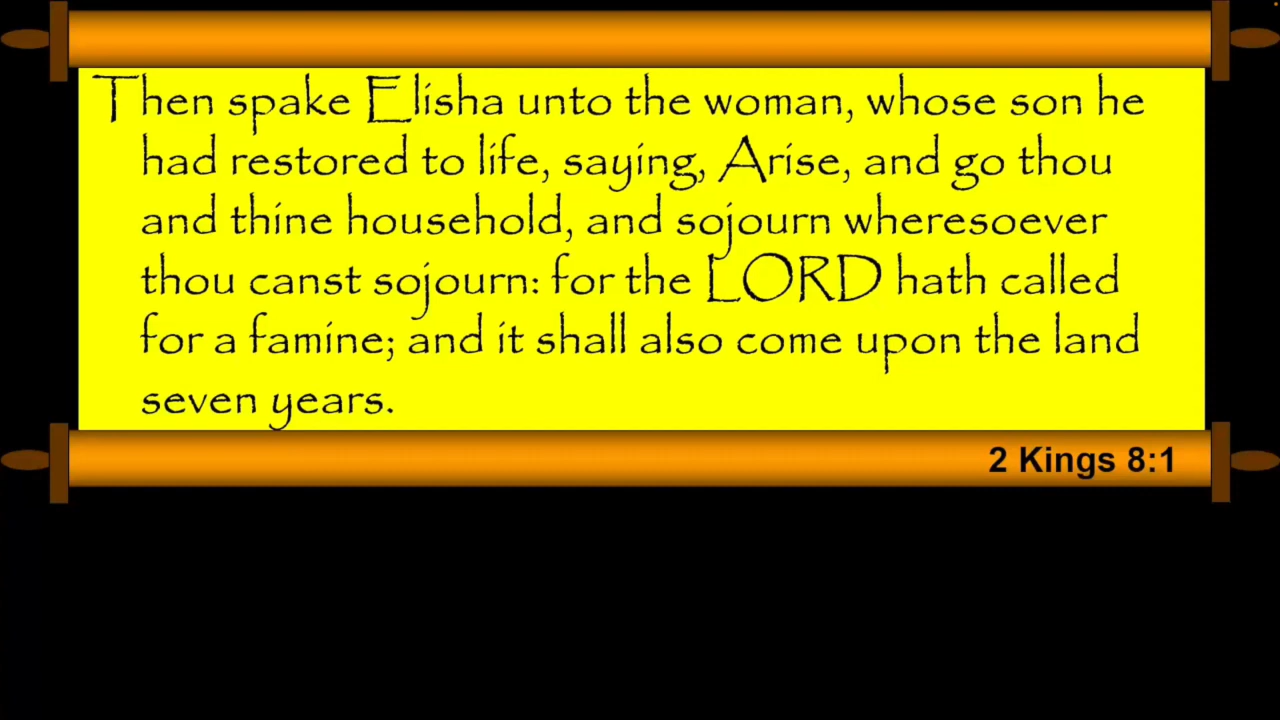 Then spake Elisha unto the woman, whose son he
had restored to life, saying, Arise, and go thou
and thine household, and sojourn wheresoever
thou canst sojourn: for the LORD hath called
for a famine; and it shall also come upon the land
seven years.
2 Kings 8:1